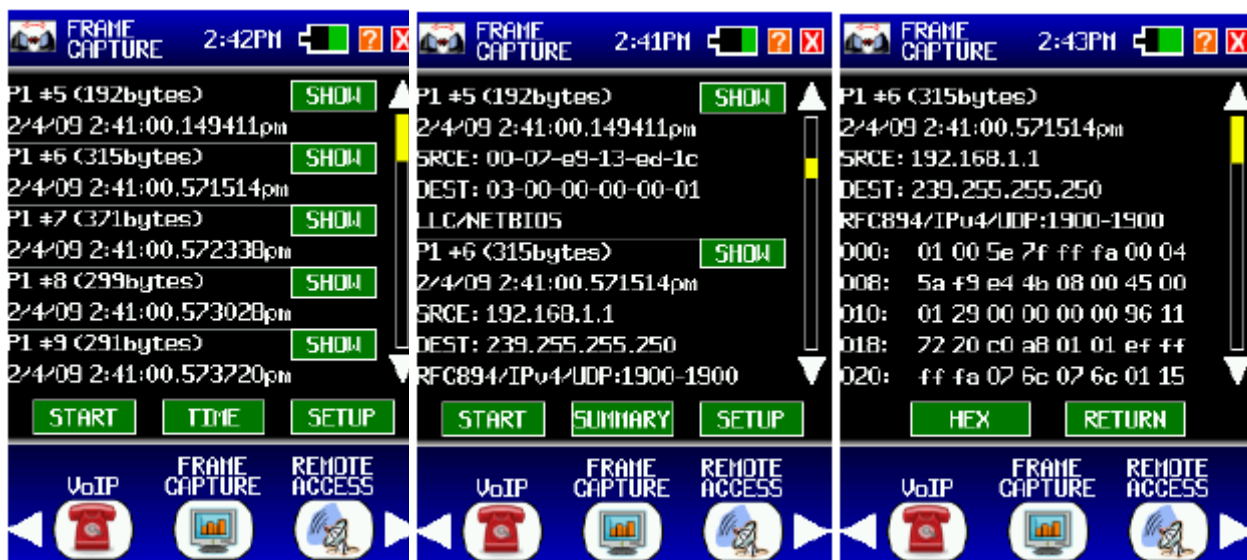 FRAME
CAPTURE
2:42PM
?
X
P1 #5 (192bytes)
SHOW
2/4/09 2:41:00.149411pm
P1 #6 (315bytes)
SHOW
2/4/09 2:41:00.571514pm
P1 #7 (371bytes)
SHOW
2/4/09 2:41:00.572338pm
P1 #8 (299bytes)
SHOW
2/4/09 2:41:00.573028pm
P1 #9 (291bytes)
SHOW
2/4/09 2:41:00.573720pm
START
TIME
SETUP
VoIP
FRAME
CAPTURE
REMOTE
ACCESS
FRAME
CAPTURE
2:41PM
?
X
P1 #5 (192bytes)
SHOW
2/4/09 2:41:00.149411pm
SRCE: 00-07-e9-13-ed-1c
DEST: 03-00-00-00-00-01
LLC/NETBIOS
P1 #6 (315bytes)
SHOW
2/4/09 2:41:00.571514pm
SRCE: 192.168.1.1
DEST: 239.255.255.250
RFC894/IPv4/UDP:1900-1900
START
SUMMARY
SETUP
VoIP
FRAME
CAPTURE
REMOTE
ACCESS
FRAME
CAPTURE
2:43PM
?
X
P1 #6 (315bytes)
2/4/09 2:41:00.571514pm
SRCE: 192.168.1.1
DEST: 239.255.255.250
RFC894/IPv4/UDP:1900-1900
000: 01 00 5e 7f ff fa 00 04
008: 5a f9 e4 4b 08 00 45 00
010: 01 29 00 00 00 00 96 11
018: 72 20 c0 a8 01 01 ef ff
020: ff fa 07 6c 07 6c 01 15
HEX
RETURN
VoIP
FRAME
CAPTURE
REMOTE
ACCESS